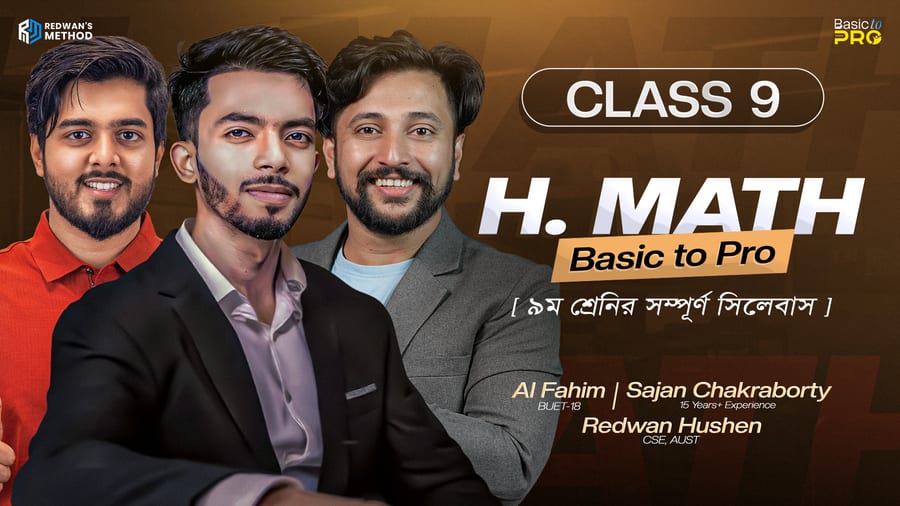 REDWAN'S
METHOD
Basic to
PRO
CLASS 9
H. MATH
Basic to Pro
[ ৯ম শ্রেনির সম্পূর্ণ সিলেবাস ]
Al Fahim | Sajan Chakraborty
BUET-18 15 Years+ Experience
Redwan Hushen
CSE, AUST